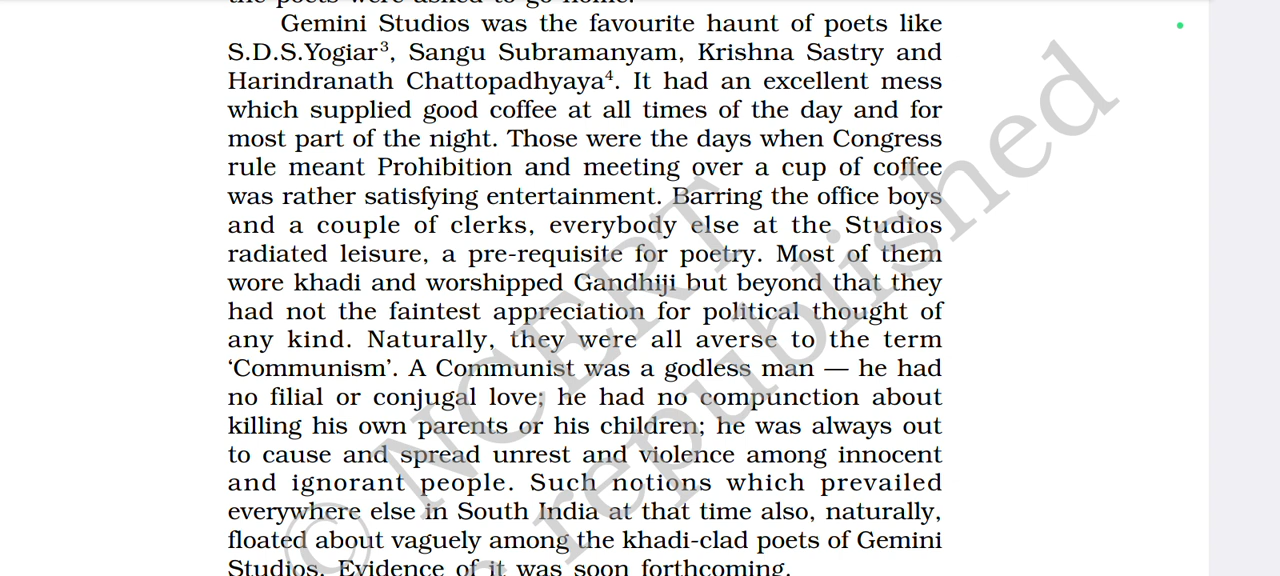 the poets were asked to go home.
Gemini Studios was the favourite haunt of poets like
S.D.S.Yogiar³, Sangu Subramanyam, Krishna Sastry and
Harindranath Chattopadhyaya⁴. It had an excellent mess
which supplied good coffee at all times of the day and for
most part of the night. Those were the days when Congress
rule meant Prohibition and meeting over a cup of coffee
was rather satisfying entertainment. Barring the office boys
and a couple of clerks, everybody else at the Studios
radiated leisure, a pre-requisite for poetry. Most of them
wore khadi and worshipped Gandhiji but beyond that they
had not the faintest appreciation for political thought of
any kind. Naturally, they were all averse to the term
‘Communism’. A Communist was a godless man — he had
no filial or conjugal love; he had no compunction about
killing his own parents or his children; he was always out
to cause and spread unrest and violence among innocent
and ignorant people. Such notions which prevailed
everywhere else in South India at that time also, naturally,
floated about vaguely among the khadi-clad poets of Gemini
Studios. Evidence of it was soon forthcoming.
© NCERT
republished